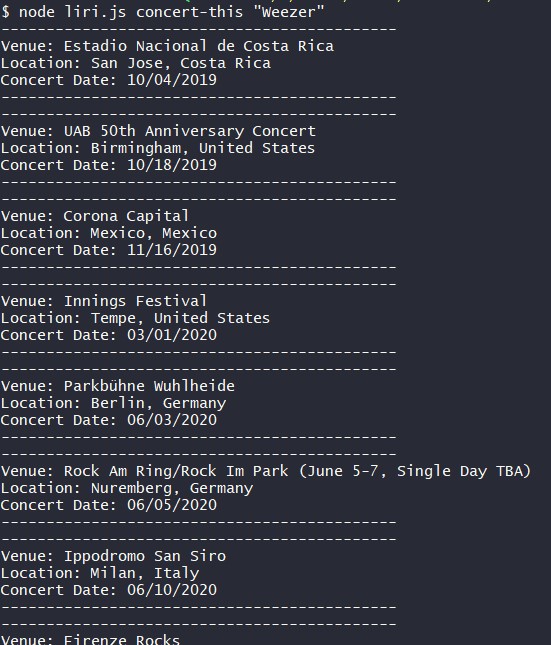 $ node liri.js concert-this "Weezer"
--------------------------------------------
Venue: Estadio Nacional de Costa Rica
Location: San Jose, Costa Rica
Concert Date: 10/04/2019
--------------------------------------------
--------------------------------------------
Venue: UAB 50th Anniversary Concert
Location: Birmingham, United States
Concert Date: 10/18/2019
--------------------------------------------
--------------------------------------------
Venue: Corona Capital
Location: Mexico, Mexico
Concert Date: 11/16/2019
--------------------------------------------
--------------------------------------------
Venue: Innings Festival
Location: Tempe, United States
Concert Date: 03/01/2020
--------------------------------------------
--------------------------------------------
Venue: Parkbühne Wuhlheide
Location: Berlin, Germany
Concert Date: 06/03/2020
--------------------------------------------
--------------------------------------------
Venue: Rock Am Ring/Rock Im Park (June 5-7, Single Day TBA)
Location: Nuremberg, Germany
Concert Date: 06/05/2020
--------------------------------------------
--------------------------------------------
Venue: Ippodromo San Siro
Location: Milan, Italy
Concert Date: 06/10/2020
--------------------------------------------
--------------------------------------------
Venue: Firenze Rocks